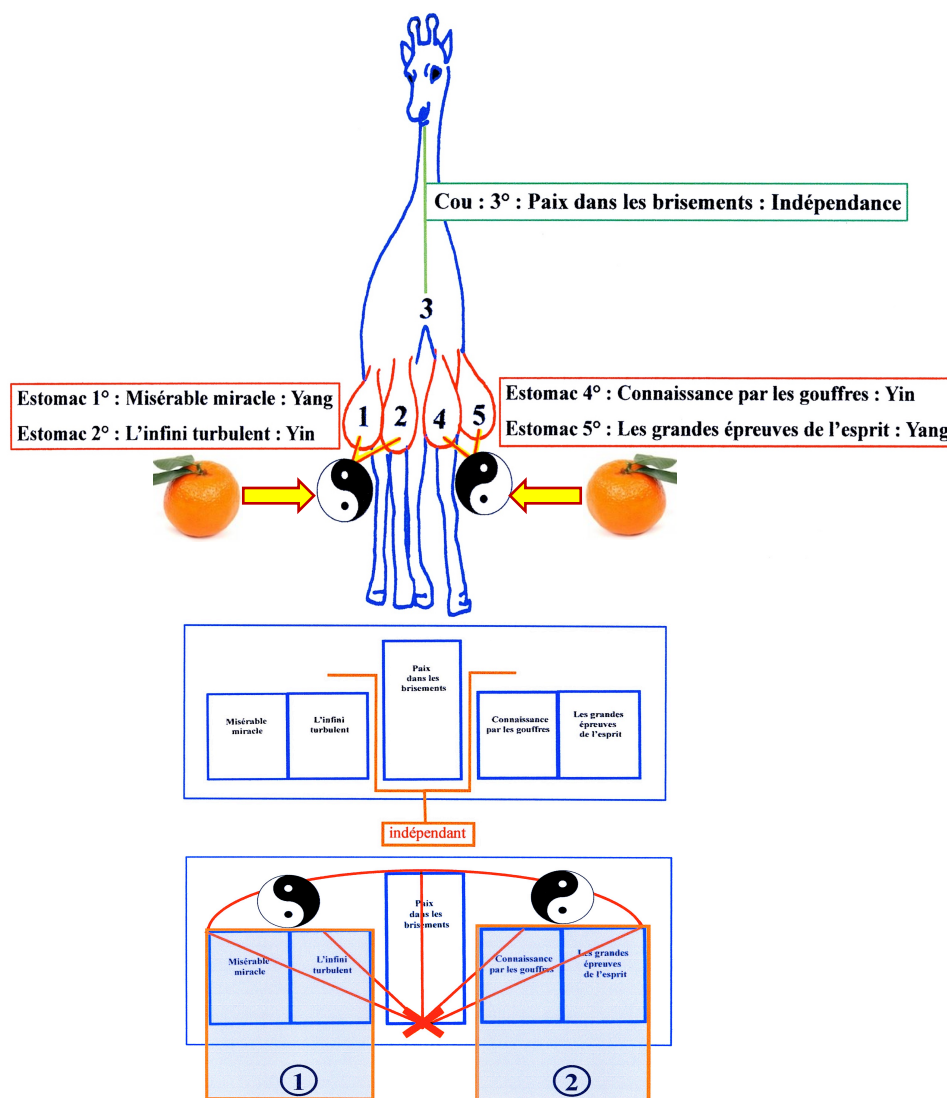 Cou : 3° : Paix dans les brisements : Indépendance
3
Estomac 1° : Misérable miracle : Yang
Estomac 2° : L'infini turbulent : Yin
1
2
4
5
Estomac 4° : Connaissance par les gouffres : Yin
Estomac 5° : Les grandes épreuves de l'esprit : Yang
Misérable
miracle
L'infini
turbulent
Paix
dans les
brisements
Connaissance
par les gouffres
Les grandes
épreuves
de l'esprit
indépendant
Misérable
miracle
L'infini
turbulent
Paix
dans les
brisements
Connaissance
par les gouffres
Les grandes
épreuves
de l'esprit
1
2